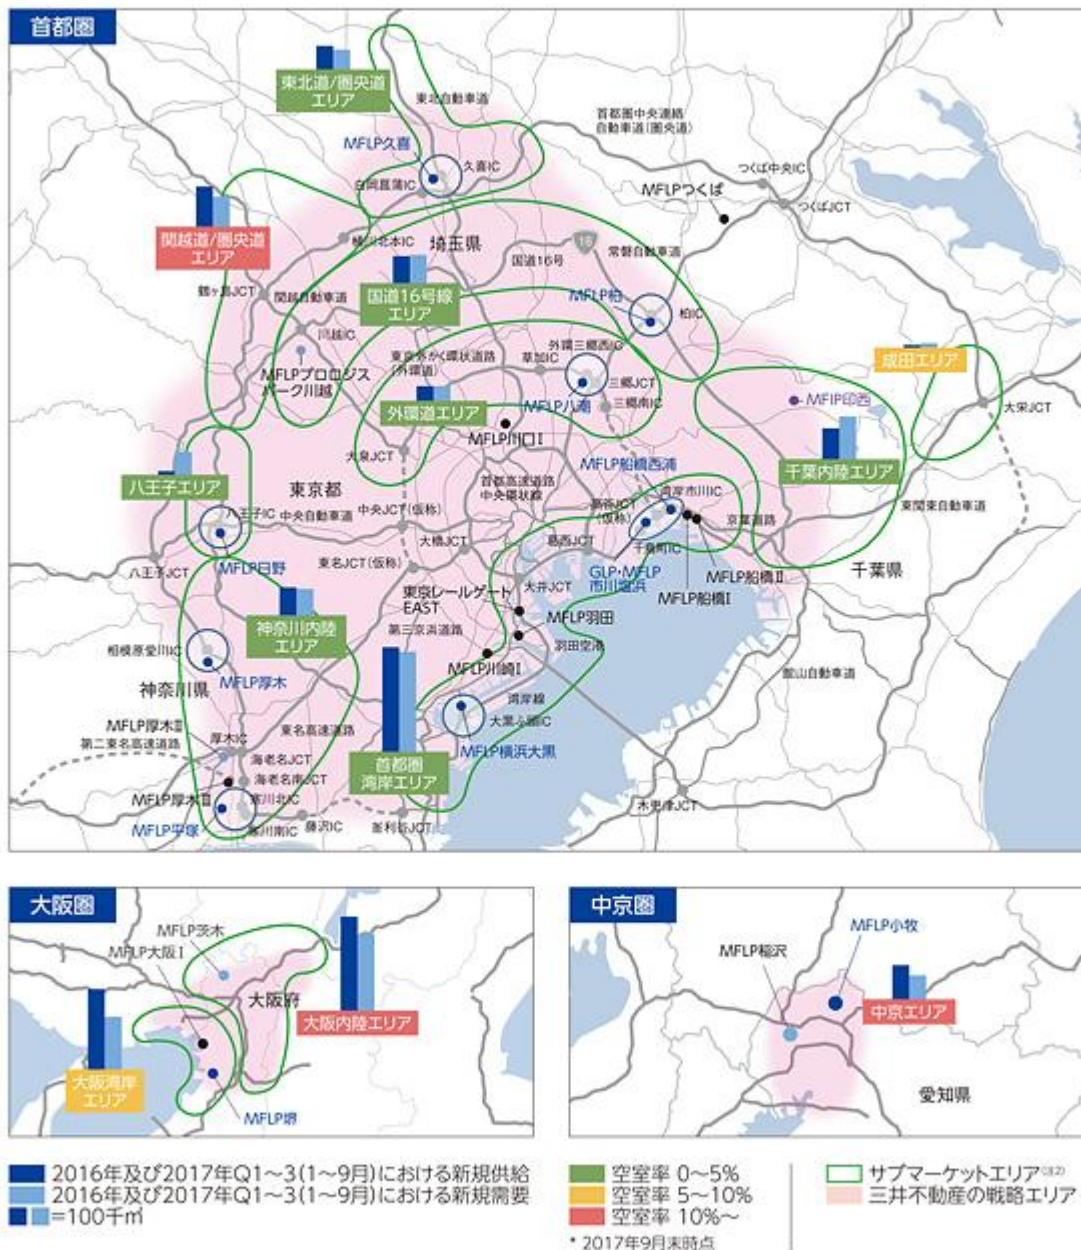 首都圏
東北道/圏央道
エリア
東北自動車道
首都圏中央連絡
自動車道(圏央道)
MFLP久喜
久喜IC
白岡菖蒲IC
つくば中央IC
MFLPつくば
つくばJCT
関越道/圏央道
エリア
桶川北本IC
埼玉県
16
国道16号
常磐自動車道
国道16号線
エリア
鶴ヶ島JCT
関越自動車道
MFLP柏
柏IC
川越IC
東京外かく環状道路
(外環道)
草加IC
外環三郷西IC
成田エリア
MFLPプロロジス
パーク川越
三郷JCT
外環道エリア
MFLP八潮
三郷南IC
MFLP印西
大栄JCT
MFLP川口Ⅰ
大泉JCT
MFLP船橋西浦
千葉内陸エリア
八王子エリア
東京都
首都高速道路
中央環状線
湾岸市川IC
八王子IC
中央自動車道
中央JCT(仮称)
高谷JCT
(仮称)
京葉道路
東関東自動車道
大橋JCT
葛西JCT
千鳥町IC
八王子JCT
MFLP日野
東名JCT(仮称)
GLP・MFLP
市川塩浜
MFLP船橋Ⅱ
千葉県
東京レールゲート
EAST
大井JCT
MFLP船橋Ⅰ
神奈川内陸
エリア
第三京浜道路
MFLP羽田
相模原愛川IC
羽田空港
MFLP川崎Ⅰ
館山自動車道
MFLP厚木
神奈川県
湾岸線
MFLP厚木Ⅱ
東名高速道路
大黒ふ頭IC
第二東名高速道路
厚木IC
MFLP横浜大黒
海老名JCT
首都圏
湾岸エリア
海老名南JCT
MFLP厚木Ⅲ
寒川北IC
木更津JCT
MFLP平塚
寒川南IC
藤沢IC
釜利谷JCT
大阪圏
MFLP茨木
MFLP大阪Ⅰ
大阪府
大阪内陸エリア
大阪湾岸
エリア
MFLP堺
中京圏
MFLP小牧
MFLP稲沢
中京エリア
愛知県
2016年及び2017年Q1〜3(1〜9月)における新規供給
2016年及び2017年Q1〜3(1〜9月)における新規需要
=100千㎡
空室率 0〜5%
空室率 5〜10%
空室率 10%〜
* 2017年9月末時点
サブマーケットエリア(注2)
三井不動産の戦略エリア